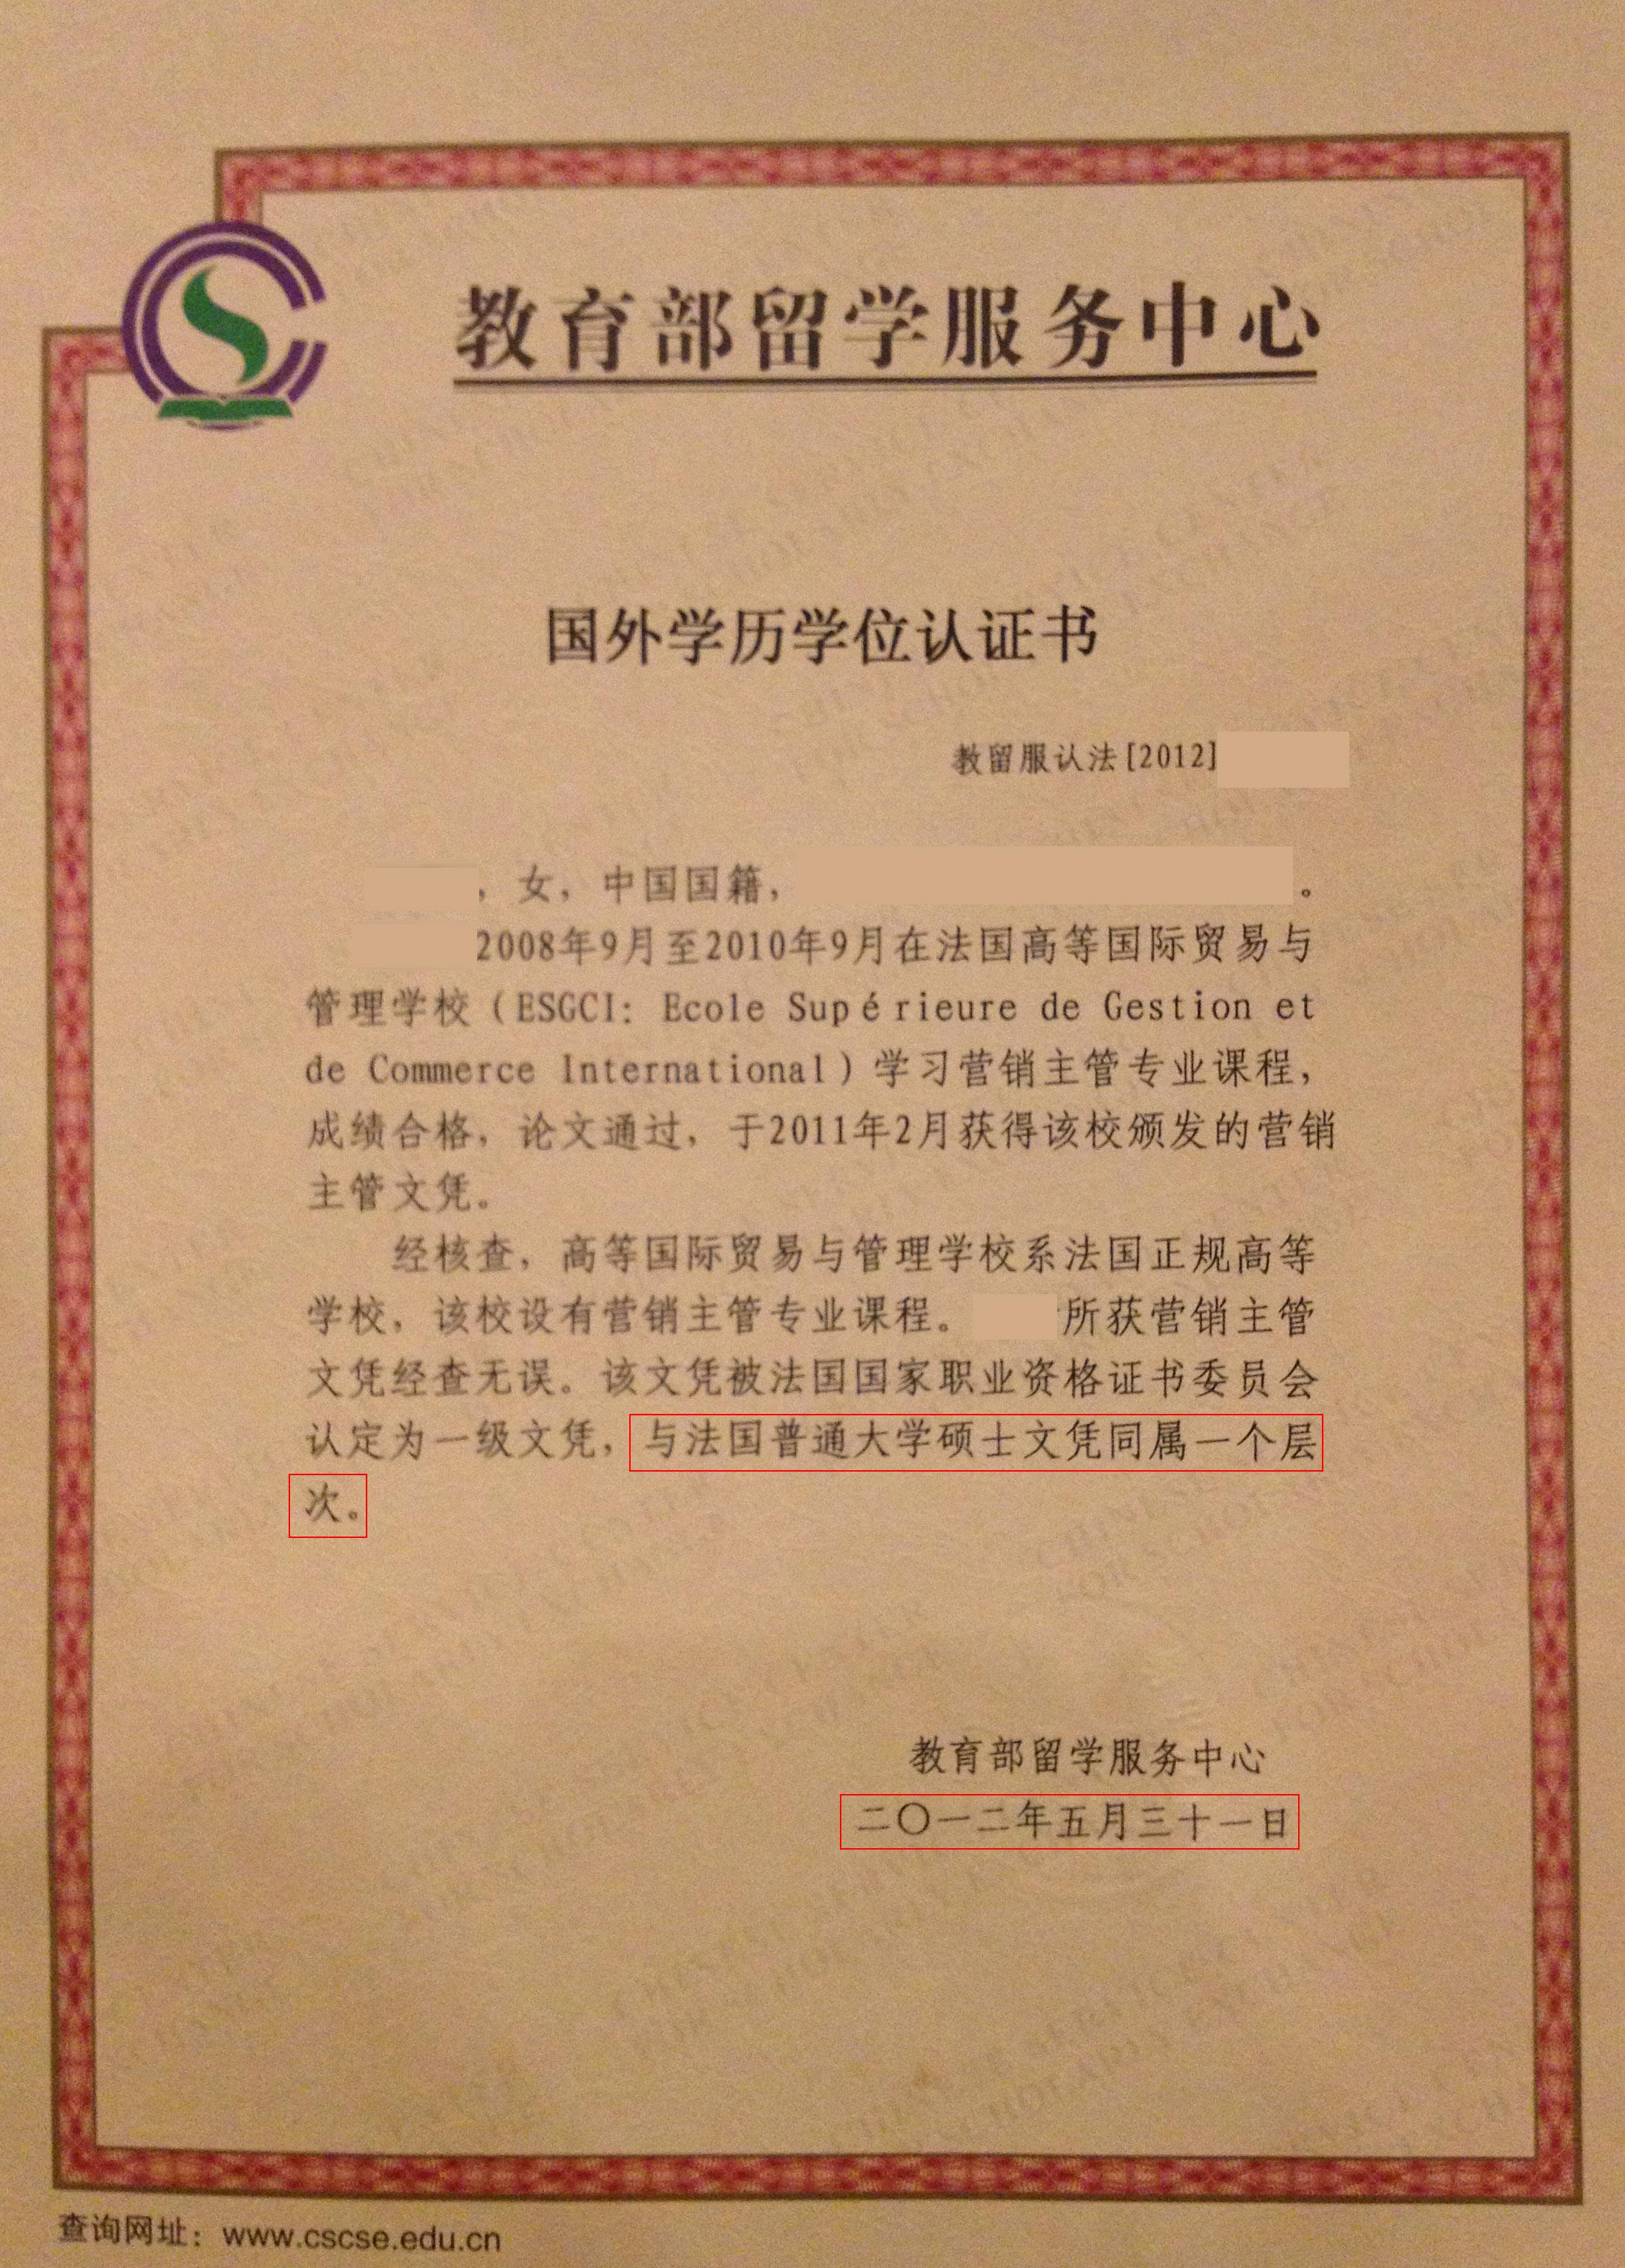 教育部留学服务中心
国外学历学位认证书
教留服认法[2012]
，女，中国国籍，。
2008年9月至2010年9月在法国高等国际贸易与
管理学校（ESGCI: Ecole Supérieure de Gestion et
de Commerce International）学习营销主管专业课程，
成绩合格，论文通过，于2011年2月获得该校颁发的营销
主管文凭。
经核查，高等国际贸易与管理学校系法国正规高等
学校，该校设有营销主管专业课程。所获营销主管
文凭经查无误。该文凭被法国国家职业资格证书委员会
认定为一级文凭，与法国普通大学硕士文凭同属一个层
次。
教育部留学服务中心
二〇一二年五月三十一日
查询网址：www.cscse.edu.cn